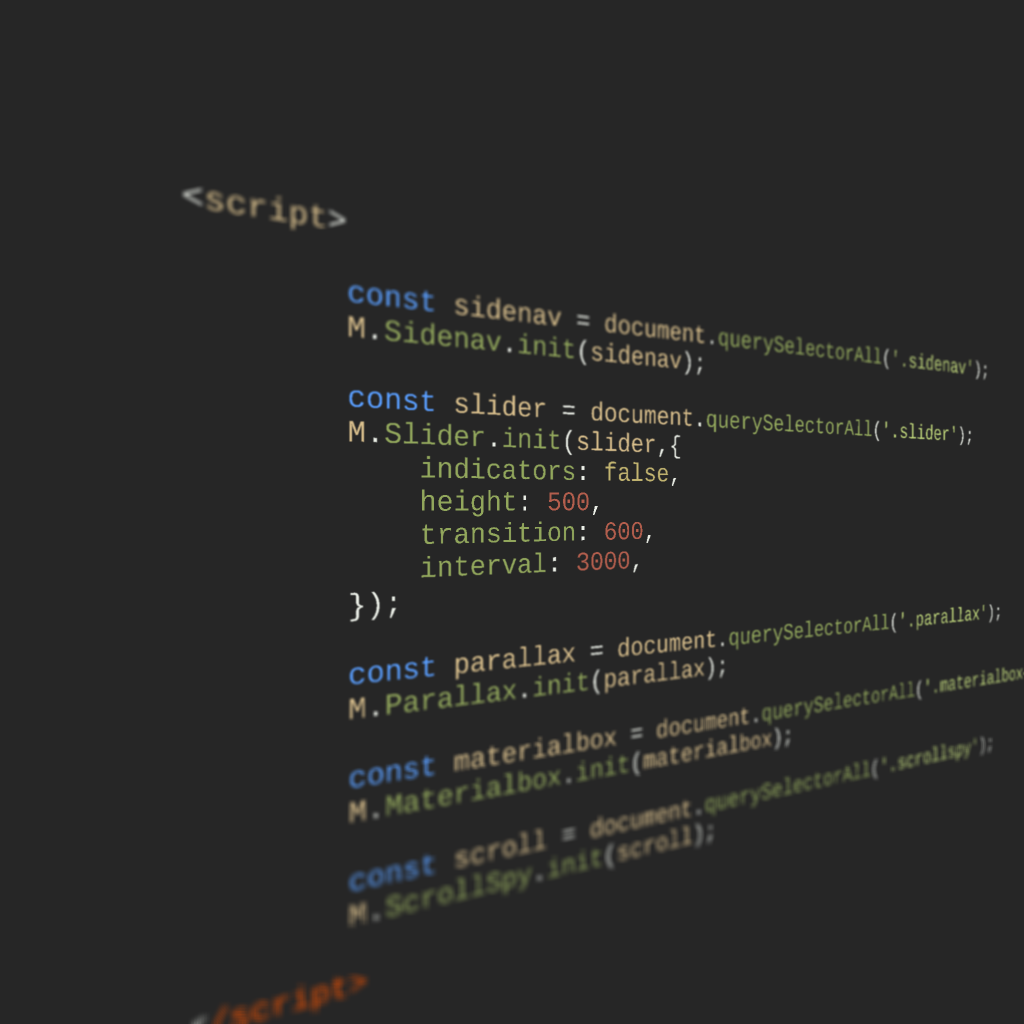 <script>
const sidenav = document.querySelectorAll('.sidenav');
M.Sidenav.init(sidenav);
const slider = document.querySelectorAll('.slider');
M.Slider.init(slider,{
indicators: false,
height: 500,
transition: 600,
interval: 3000,
});
const parallax = document.querySelectorAll('.parallax');
M.Parallax.init(parallax);
const materialbox = document.querySelectorAll('.materialbox
M.Materialbox.init(materialbox);
const scroll = document.querySelectorAll('.scrollspy');
M.ScrollSpy.init(scroll);
</script>